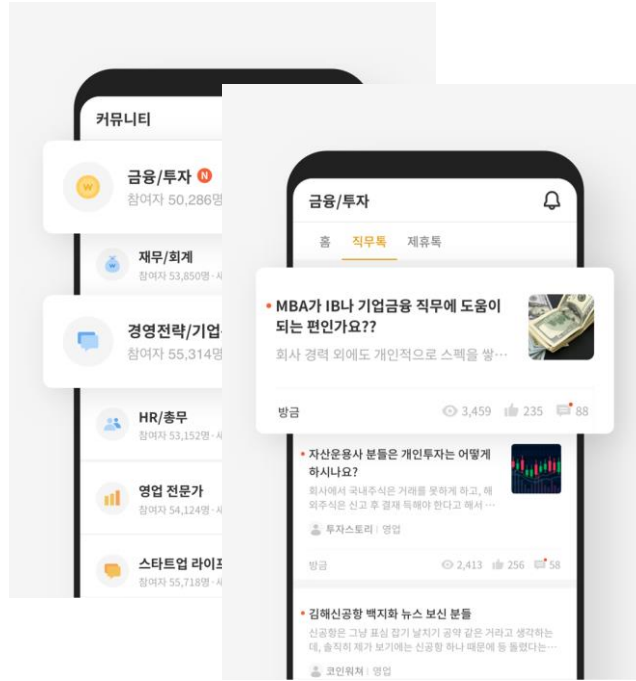 커뮤니티
금융/투자 N
참여자 50,286명
재무/회계
참여자 53,850명·
경영전략/기업
참여자 55,314명
HR/총무
참여자 53,152명·
영업 전문가
참여자 54,124명·
스타트업 라이프
참여자 55,718명·
금융/투자
홈 직무톡 제휴톡
MBA가 IB나 기업금융 직무에 도움이
되는 편인가요??
회사 경력 외에도 개인적으로 스펙을 쌓…
방금 3,459 235 88
자산운용사 분들은 개인투자는 어떻게
하시나요?
회사에서 국내주식은 거래를 못하게 하고, 해
외주식은 신고 후 결재 득해야 한다고 해서 …
투자스토리 | 영업
방금 2,413 256 58
김해신공항 백지화 뉴스 보신 분들
신공항은 그냥 표심 잡기 날치기 공약 같은 거라고 생각하는
데, 솔직히 제가 보기에는 신공항 하나 때문에 등 돌렸다는…
코인워쳐 | 영업